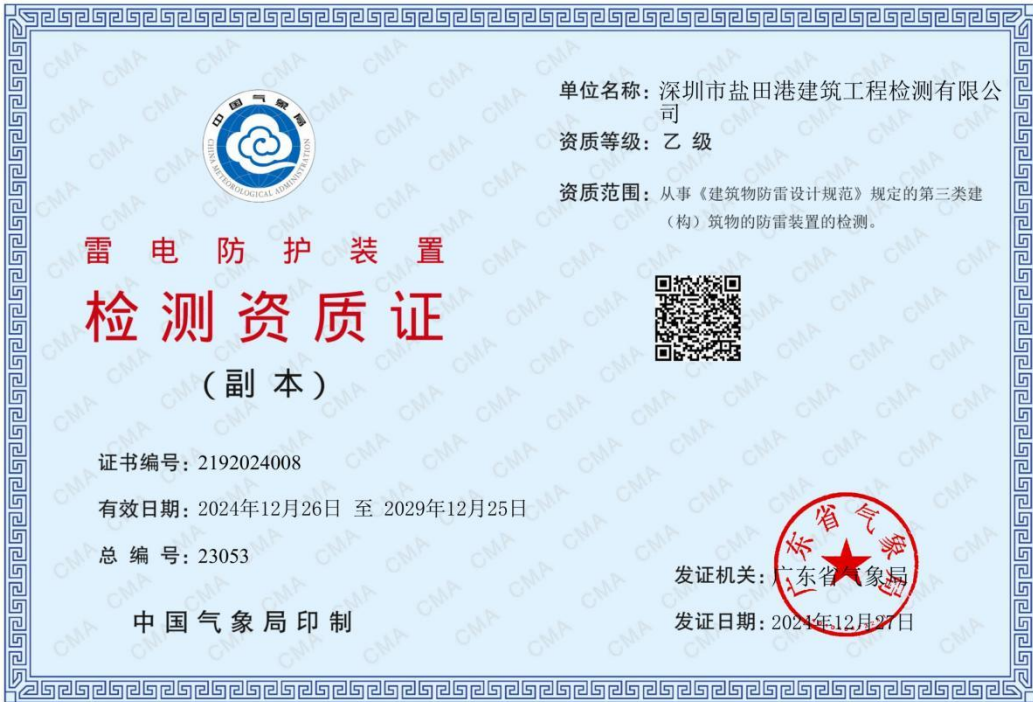 中国气象局
CHINA METEOROLOGICAL ADMINISTRATION
雷电防护装置
检测资质证
（副 本）
证书编号：2192024008
有效日期：2024年12月26日 至 2029年12月25日
总 编 号：23053
中国气象局印制
单位名称：深圳市盐田港建筑工程检测有限公
司
资质等级：乙 级
资质范围：从事《建筑物防雷设计规范》规定的第三类建
（构）筑物的防雷装置的检测。
发证机关：广东省气象局
发证日期：2024年12月27日
广东省气象局
CMA